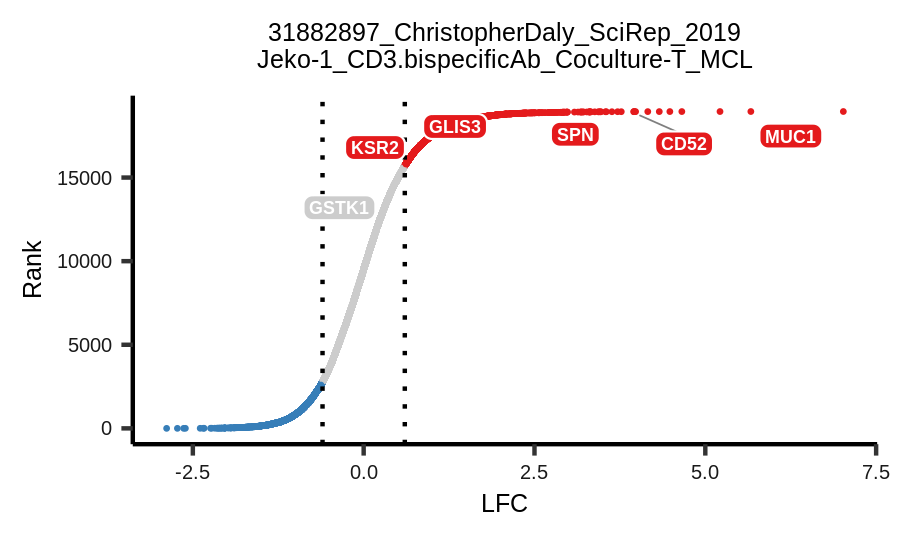 31882897_ChristopherDaly_SciRep_2019
Jeko-1_CD3.bispecificAb_Coculture-T_MCL
GLIS3
KSR2
SPN
CD52
MUC1
GSTK1
15000
10000
5000
0
Rank
-2.5
0.0
2.5
5.0
7.5
LFC